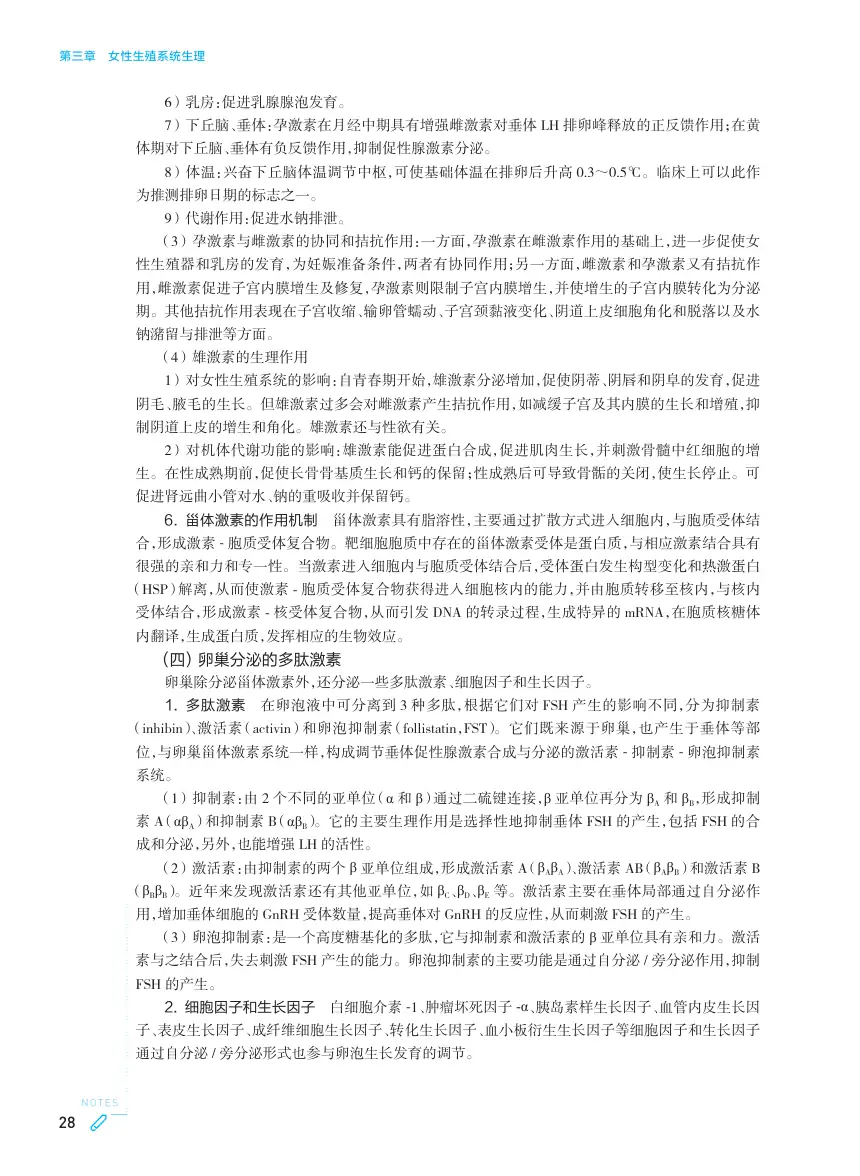 第三章 女性生殖系统生理
6）乳房：促进乳腺腺泡发育。
7）下丘脑、垂体：孕激素在月经中期具有增强雌激素对垂体 LH 排卵峰释放的正反馈作用；在黄
体期对下丘脑、垂体有负反馈作用，抑制促性腺激素分泌。
8）体温：兴奋下丘脑体温调节中枢，可使基础体温在排卵后升高 0.3～0.5℃。临床上可以此作
为推测排卵日期的标志之一。
9）代谢作用：促进水钠排泄。
（3）孕激素与雌激素的协同和拮抗作用：一方面，孕激素在雌激素作用的基础上，进一步促使女
性生殖器和乳房的发育，为妊娠准备条件，两者有协同作用；另一方面，雌激素和孕激素又有拮抗作
用，雌激素促进子宫内膜增生及修复，孕激素则限制子宫内膜增生，并使增生的子宫内膜转化为分泌
期。其他拮抗作用表现在子宫收缩、输卵管蠕动、子宫颈黏液变化、阴道上皮细胞角化和脱落以及水
钠潴留与排泄等方面。
（4）雄激素的生理作用
1）对女性生殖系统的影响：自青春期开始，雄激素分泌增加，促使阴蒂、阴唇和阴阜的发育，促进
阴毛、腋毛的生长。但雄激素过多会对雌激素产生拮抗作用，如减缓子宫及其内膜的生长和增殖，抑
制阴道上皮的增生和角化。雄激素还与性欲有关。
2）对机体代谢功能的影响：雄激素能促进蛋白合成，促进肌肉生长，并刺激骨髓中红细胞的增
生。在性成熟期前，促使长骨骨基质生长和钙的保留；性成熟后可导致骨骺的关闭，使生长停止。可
促进肾远曲小管对水、钠的重吸收并保留钙。
6. 甾体激素的作用机制 甾体激素具有脂溶性，主要通过扩散方式进入细胞内，与胞质受体结
合，形成激素 - 胞质受体复合物。靶细胞胞质中存在的甾体激素受体是蛋白质，与相应激素结合具有
很强的亲和力和专一性。当激素进入细胞内与胞质受体结合后，受体蛋白发生构型变化和热激蛋白
（HSP）解离，从而使激素 - 胞质受体复合物获得进入细胞核内的能力，并由胞质转移至核内，与核内
受体结合，形成激素 - 核受体复合物，从而引发 DNA 的转录过程，生成特异的 mRNA，在胞质核糖体
内翻译，生成蛋白质，发挥相应的生物效应。
（四）卵巢分泌的多肽激素
卵巢除分泌甾体激素外，还分泌一些多肽激素、细胞因子和生长因子。
1. 多肽激素 在卵泡液中可分离到 3 种多肽，根据它们对 FSH 产生的影响不同，分为抑制素
（inhibin）、激活素（activin）和卵泡抑制素（follistatin，FST）。它们既来源于卵巢，也产生于垂体等部
位，与卵巢甾体激素系统一样，构成调节垂体促性腺激素合成与分泌的激活素 - 抑制素 - 卵泡抑制素
系统。
（1）抑制素：由 2 个不同的亚单位（α 和 β）通过二硫键连接，β 亚单位再分为 βA 和 βB，形成抑制
素 A（αβA）和抑制素 B（αβB）。它的主要生理作用是选择性地抑制垂体 FSH 的产生，包括 FSH 的合
成和分泌，另外，也能增强 LH 的活性。
（2）激活素：由抑制素的两个 β 亚单位组成，形成激活素 A（βAβA）、激活素 AB（βAβB）和激活素 B
（βBβB）。近年来发现激活素还有其他亚单位，如 βC、βD、βE 等。激活素主要在垂体局部通过自分泌作
用，增加垂体细胞的 GnRH 受体数量，提高垂体对 GnRH 的反应性，从而刺激 FSH 的产生。
（3）卵泡抑制素：是一个高度糖基化的多肽，它与抑制素和激活素的 β 亚单位具有亲和力。激活
素与之结合后，失去刺激 FSH 产生的能力。卵泡抑制素的主要功能是通过自分泌 / 旁分泌作用，抑制
FSH 的产生。
2. 细胞因子和生长因子 白细胞介素 -1、肿瘤坏死因子 -α、胰岛素样生长因子、血管内皮生长因
子、表皮生长因子、成纤维细胞生长因子、转化生长因子、血小板衍生生长因子等细胞因子和生长因子
通过自分泌 / 旁分泌形式也参与卵泡生长发育的调节。
NOTES
28